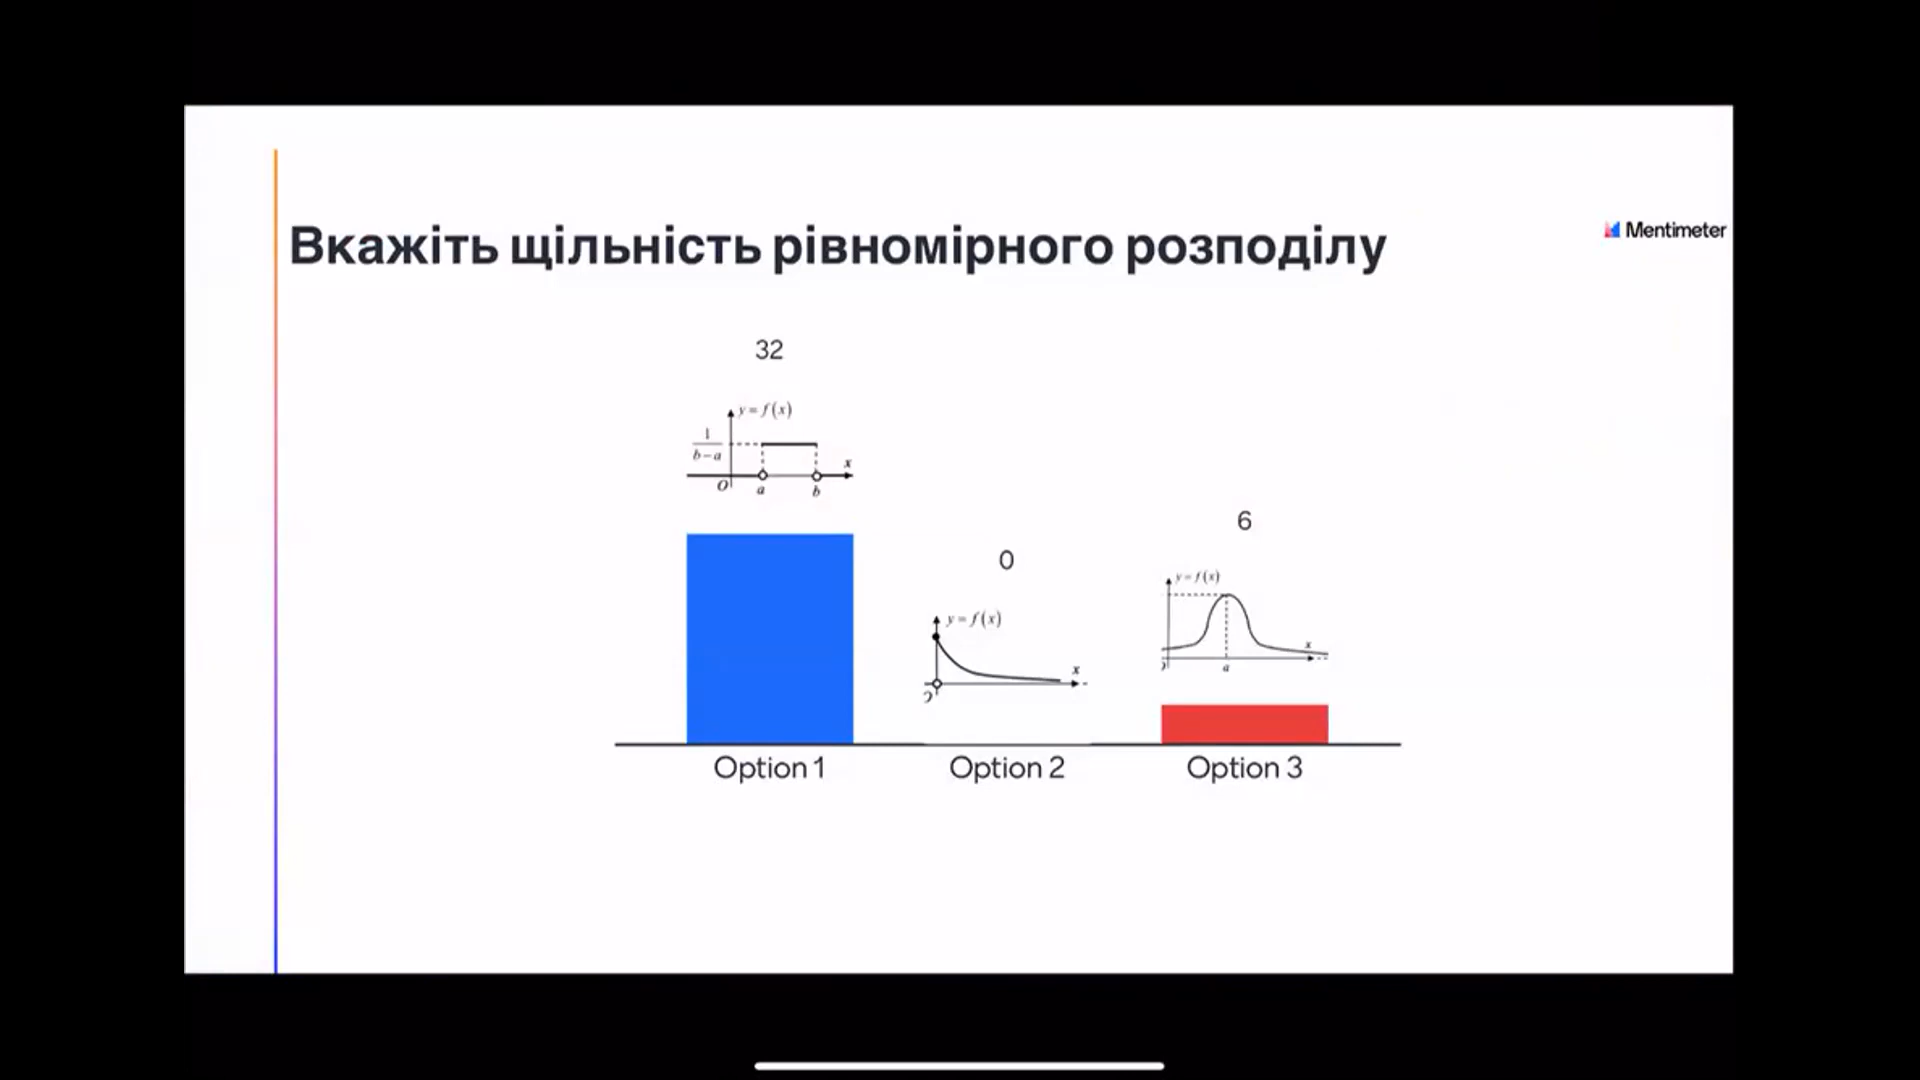 Вкажіть щільність рівномірного розподілу
Mentimeter
32
y = f(x)
1
b−a
x
O
a
b
6
0
y = f(x)
x
a
y = f(x)
x
Option 1
Option 2
Option 3